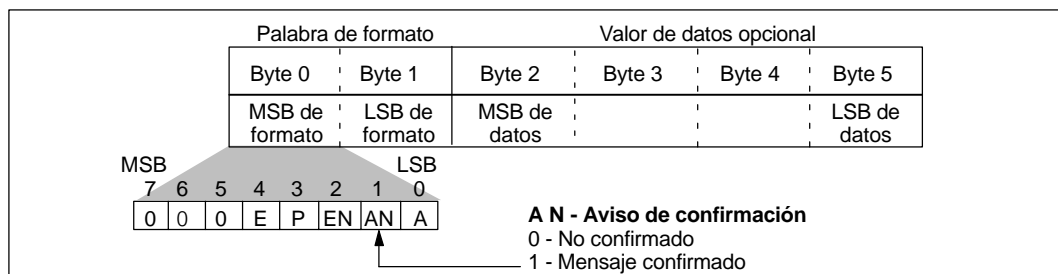 Palabra de formato Valor de datos opcional
Byte 0 Byte 1 Byte 2 Byte 3 Byte 4 Byte 5
MSB de formato LSB de formato MSB de datos LSB de datos
MSB LSB
7 6 5 4 3 2 1 0
0 0 0 E P EN AN A
A N - Aviso de confirmación
0 - No confirmado
1 - Mensaje confirmado